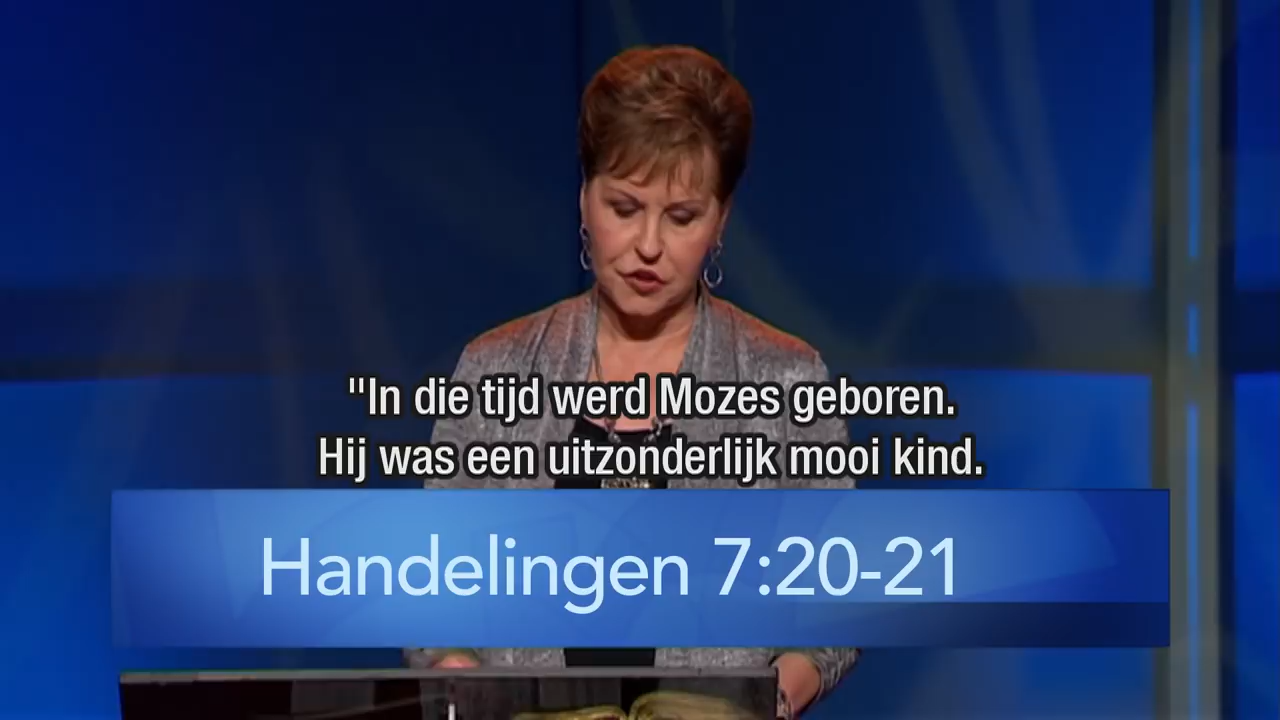 "In die tijd werd Mozes geboren.
Hij was een uitzonderlijk mooi kind.
Handelingen 7:20-21